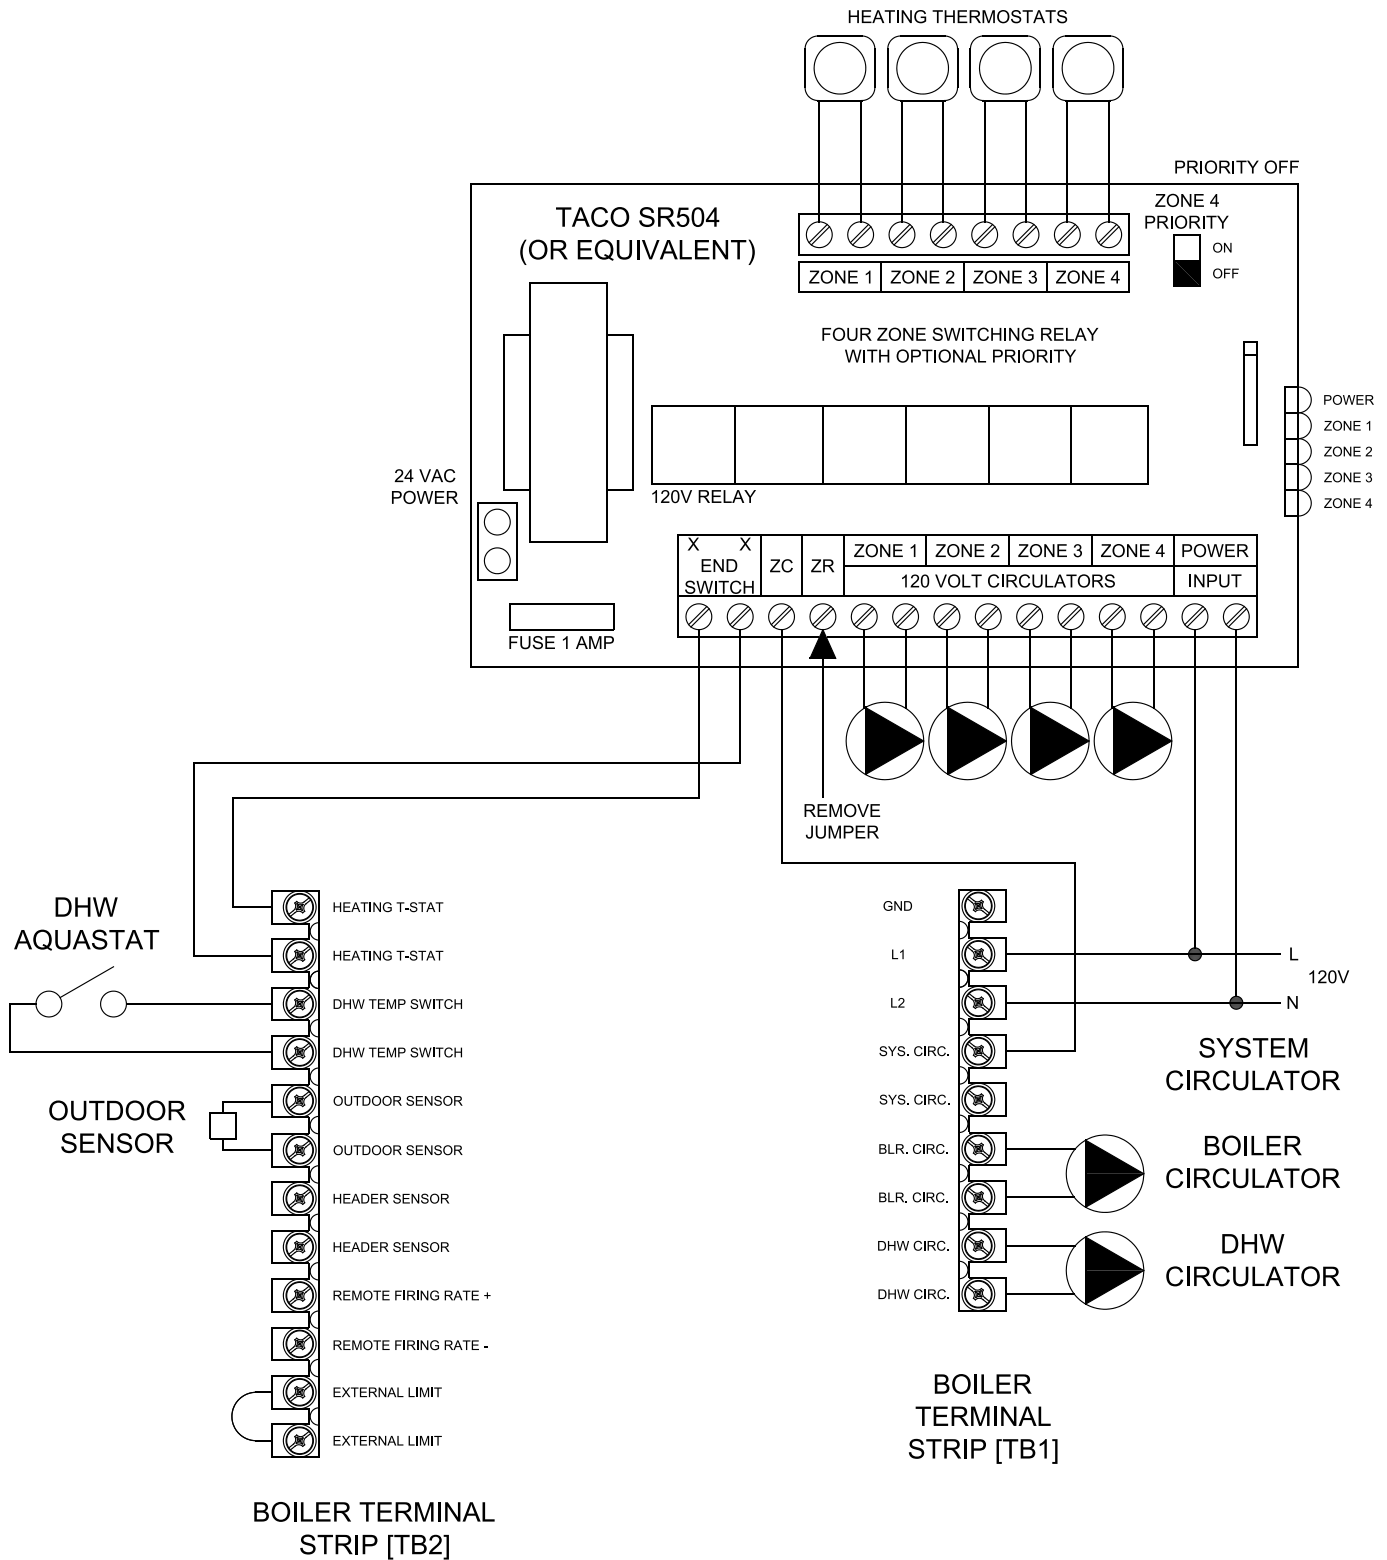 HEATING THERMOSTATS
PRIORITY OFF
TACO SR504
(OR EQUIVALENT)
ZONE 4
PRIORITY
ON
OFF
ZONE 1
ZONE 2
ZONE 3
ZONE 4
FOUR ZONE SWITCHING RELAY
WITH OPTIONAL PRIORITY
POWER
ZONE 1
ZONE 2
ZONE 3
ZONE 4
24 VAC
POWER
120V RELAY
X X
END
SWITCH
ZC
ZR
ZONE 1
ZONE 2
ZONE 3
ZONE 4
120 VOLT CIRCULATORS
POWER
INPUT
FUSE 1 AMP
REMOVE
JUMPER
DHW
AQUASTAT
OUTDOOR
SENSOR
HEATING T-STAT
HEATING T-STAT
DHW TEMP SWITCH
DHW TEMP SWITCH
OUTDOOR SENSOR
OUTDOOR SENSOR
HEADER SENSOR
HEADER SENSOR
REMOTE FIRING RATE +
REMOTE FIRING RATE -
EXTERNAL LIMIT
EXTERNAL LIMIT
BOILER TERMINAL
STRIP [TB2]
GND
L1
L2
SYS. CIRC.
SYS. CIRC.
BLR. CIRC.
BLR. CIRC.
DHW CIRC.
DHW CIRC.
L
120V
N
SYSTEM
CIRCULATOR
BOILER
CIRCULATOR
DHW
CIRCULATOR
BOILER
TERMINAL
STRIP [TB1]